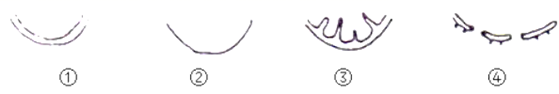 ① ② ③ ④